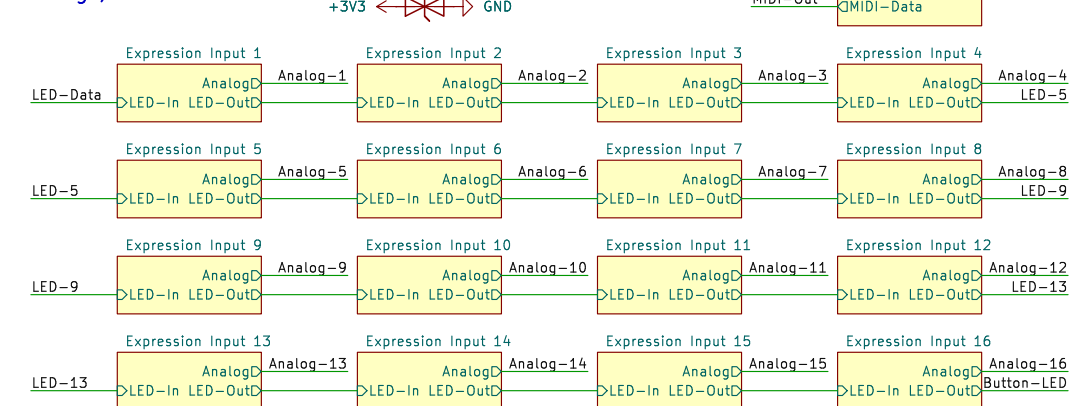 +3V3 GND MIDI-Data
Expression Input 1 Expression Input 2 Expression Input 3 Expression Input 4
Analog Analog-1 Analog Analog-2 Analog Analog-3 Analog Analog-4
LED-Data LED-In LED-Out LED-In LED-Out LED-In LED-Out LED-In LED-Out LED-5
Expression Input 5 Expression Input 6 Expression Input 7 Expression Input 8
Analog Analog-5 Analog Analog-6 Analog Analog-7 Analog Analog-8
LED-5 LED-In LED-Out LED-In LED-Out LED-In LED-Out LED-In LED-Out LED-9
Expression Input 9 Expression Input 10 Expression Input 11 Expression Input 12
Analog Analog-9 Analog Analog-10 Analog Analog-11 Analog Analog-12
LED-9 LED-In LED-Out LED-In LED-Out LED-In LED-Out LED-In LED-Out LED-13
Expression Input 13 Expression Input 14 Expression Input 15 Expression Input 16
Analog Analog-13 Analog Analog-14 Analog Analog-15 Analog Analog-16
LED-13 LED-In LED-Out LED-In LED-Out LED-In LED-Out LED-In LED-Out Button-LED